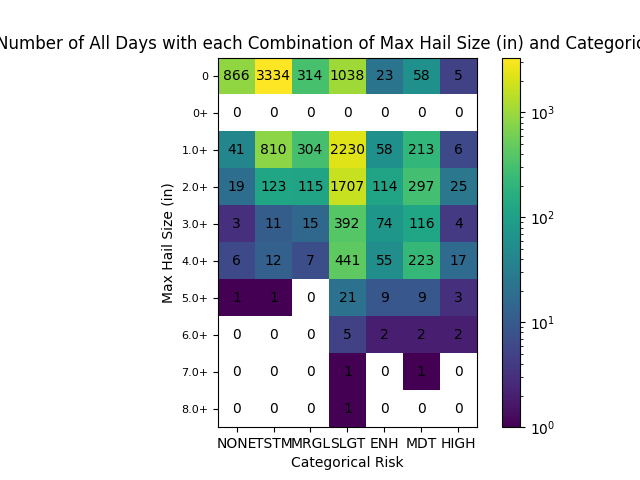 Number of All Days with each Combination of Max Hail Size (in) and Categoric
0 866 3334 314 1038 23 58 5
0+ 0 0 0 0 0 0 0
1.0+ 41 810 304 2230 58 213 6
2.0+ 19 123 115 1707 114 297 25
3.0+ 3 11 15 392 74 116 4
4.0+ 6 12 7 441 55 223 17
5.0+ 1 1 0 21 9 9 3
6.0+ 0 0 0 5 2 2 2
7.0+ 0 0 0 1 0 1 0
8.0+ 0 0 0 1 0 0 0
NONE TSTM MRGL SLGT ENH MDT HIGH
Categorical Risk
Max Hail Size (in)
10³
10²
10¹
10⁰